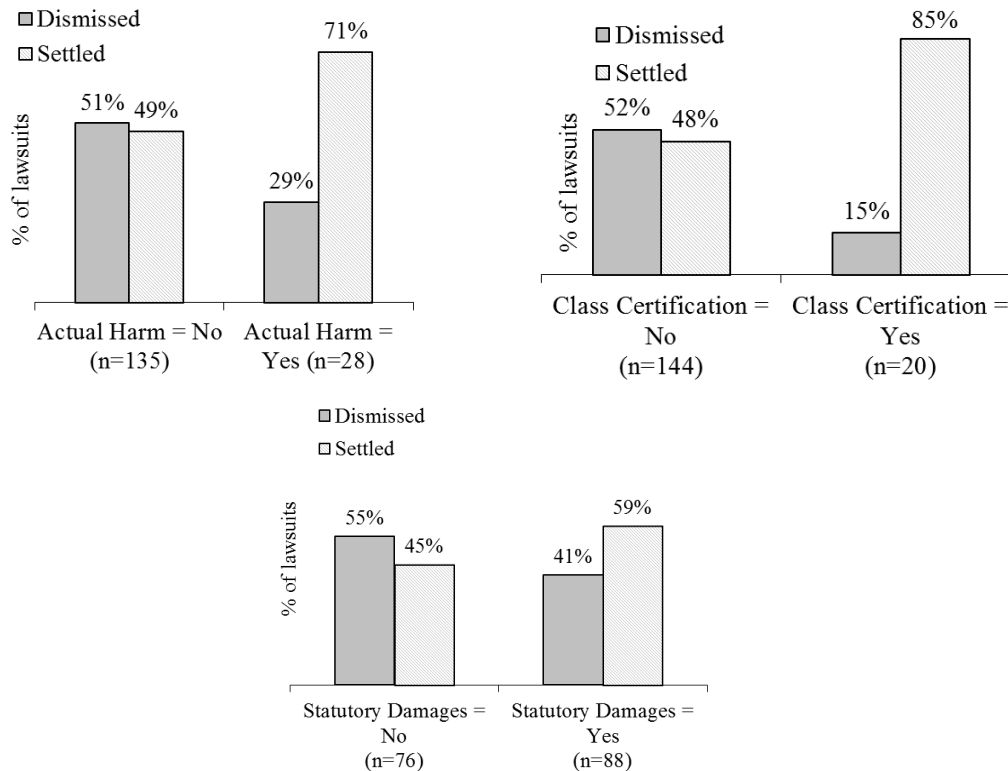 Dismissed
Settled
% of lawsuits
51%
49%
29%
71%
Actual Harm = No
(n=135)
Actual Harm =
Yes (n=28)
Dismissed
Settled
% of lawsuits
52%
48%
15%
85%
Class Certification =
No
(n=144)
Class Certification =
Yes
(n=20)
Dismissed
Settled
% of lawsuits
55%
45%
41%
59%
Statutory Damages =
No
(n=76)
Statutory Damages =
Yes
(n=88)